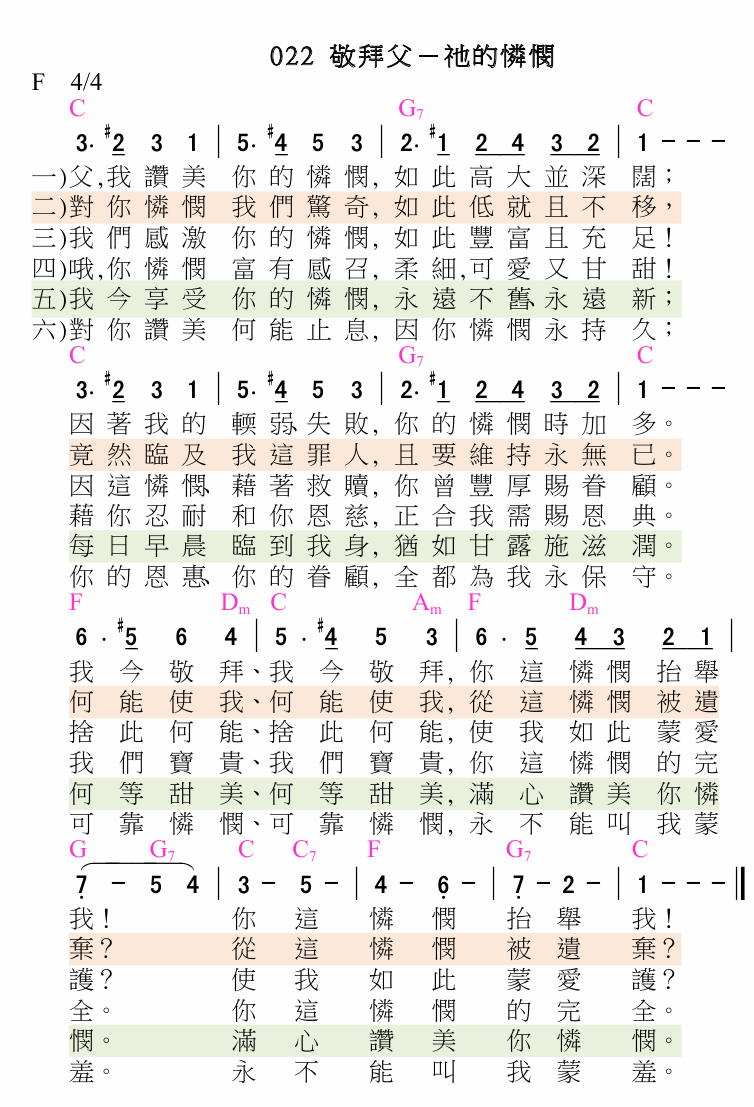 022 敬拜父－祂的憐憫
F 4/4
C G7 C
3· #2 3 1 | 5· #4 5 3 | 2· #1 2 4 3 2 | 1 - - -
一)父,我讚美 你的憐憫, 如此高大並深 闊；
二)對你憐憫 我們驚奇, 如此低就且不 移，
三)我們感激 你的憐憫, 如此豐富且充 足！
四)哦,你憐憫 富有感召, 柔細,可愛又甘 甜！
五)我今享受 你的憐憫, 永遠不舊、永遠 新；
六)對你讚美 何能止息, 因你憐憫永持 久；
C G7 C
3· #2 3 1 | 5· #4 5 3 | 2· #1 2 4 3 2 | 1 - - -
因著我的 輭弱、失敗, 你的憐憫時加 多。
竟然臨及 我這罪人, 且要維持永無 已。
因這憐憫、 藉著救贖, 你曾豐厚賜眷 顧。
藉你忍耐 和你恩慈, 正合我需賜恩 典。
每日早晨 臨到我身, 猶如甘露施滋 潤。
你的恩惠、 你的眷顧, 全都為我永保 守。
F Dm C Am F Dm
6 · #5 6 4 | 5 · #4 5 3 | 6 · 5 4 3 2 1 |
我今敬拜、我今敬拜, 你這憐憫抬舉
何能使我、何能使我, 從這憐憫被遺
捨此何能、捨此何能, 使我如此蒙愛
我們寶貴、我們寶貴, 你這憐憫的完
何等甜美、何等甜美, 滿心讚美你憐
可靠憐憫、可靠憐憫, 永不能叫我蒙
G G7 C C7 F G7 C
7̣ - 5 4 | 3 - 5 - | 4 - 6̣ - | 7̣ - 2 - | 1 - - - ‖
我！ 你這憐憫抬舉 我！
棄？ 從這憐憫被遺 棄？
護？ 使我如此蒙愛 護？
全。 你這憐憫的完 全。
憫。 滿心讚美你憐 憫。
羞。 永不能叫我蒙 羞。